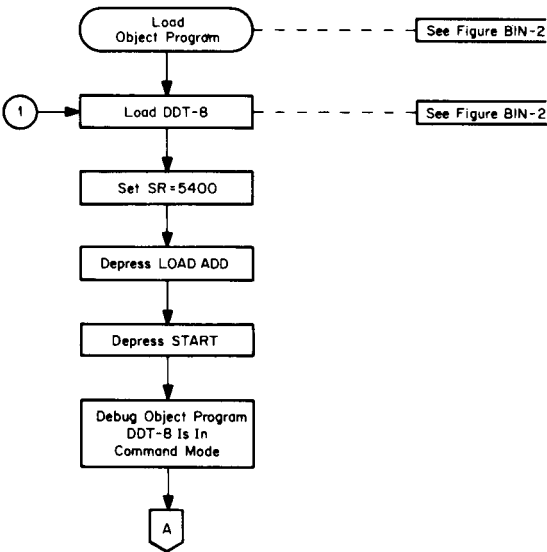 Load
Object Program
See Figure BIN-2
1
Load DDT-8
See Figure BIN-2
Set SR=5400
Depress LOAD ADD
Depress START
Debug Object Program
DDT-8 Is In
Command Mode
A